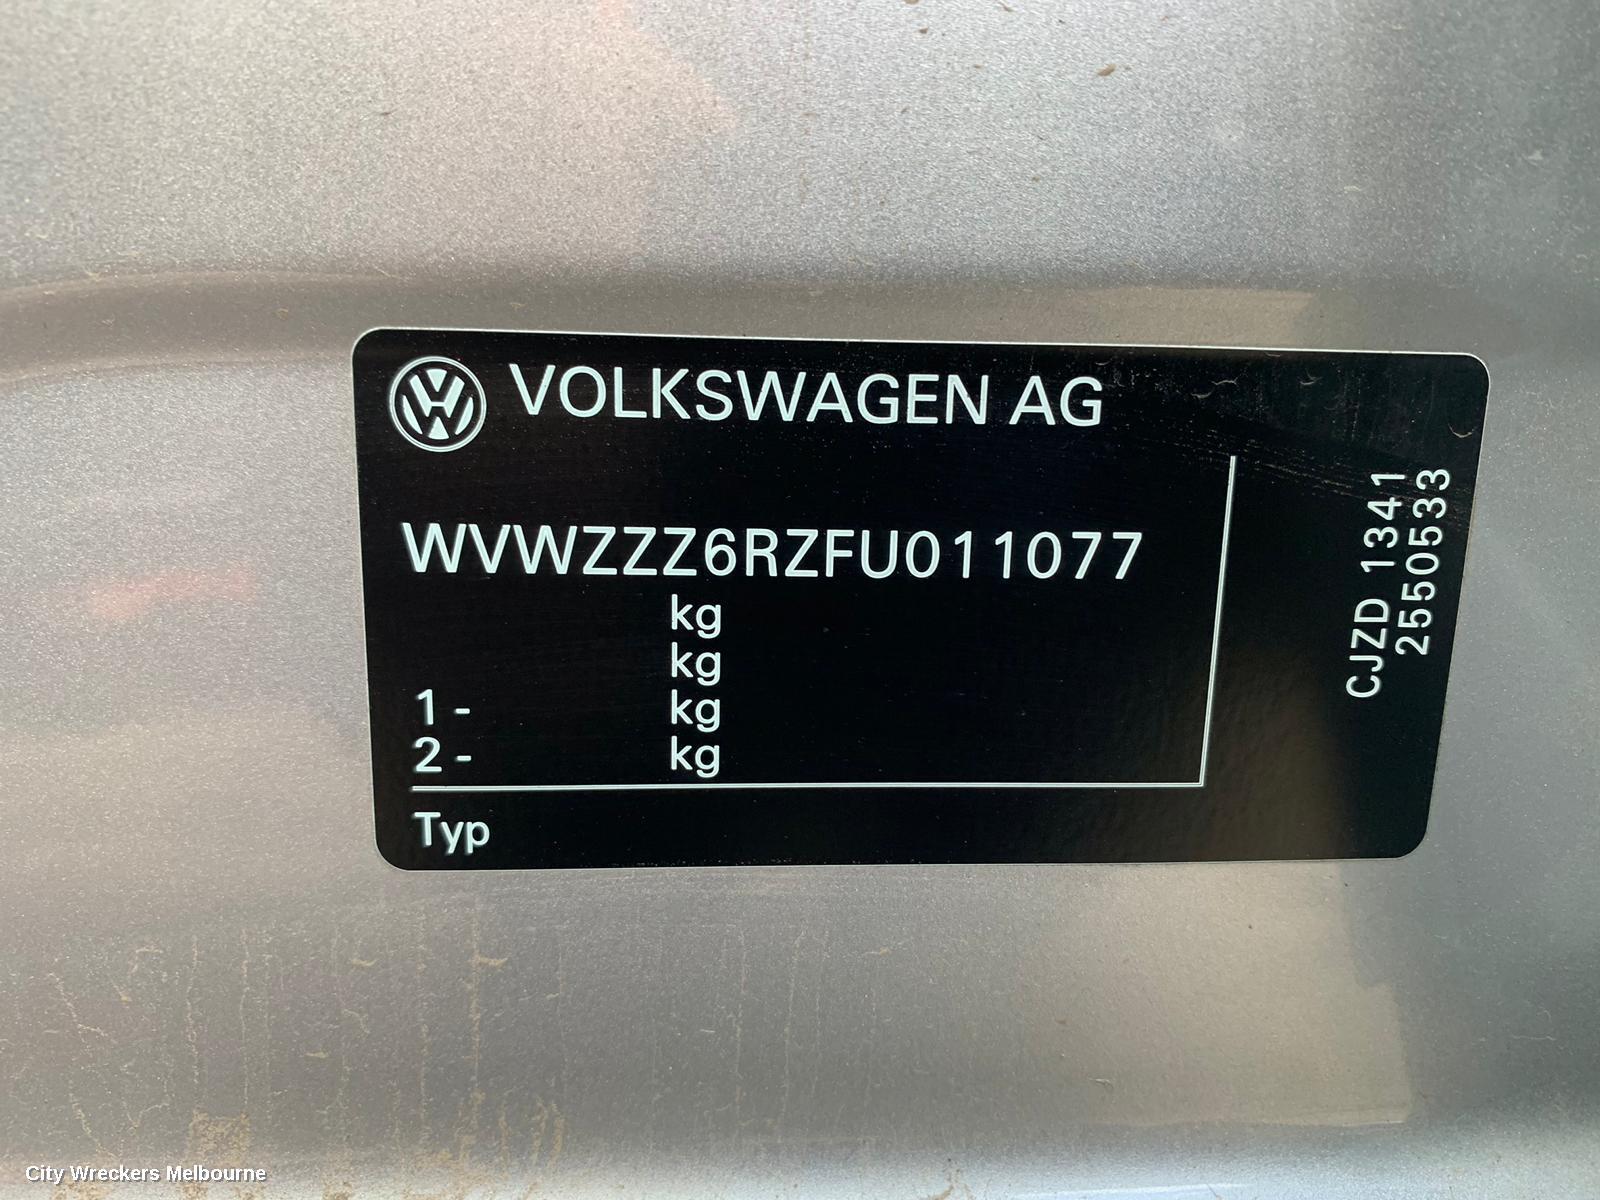 VOLKSWAGEN AG
WVWZZZ6RZFU011077
kg
kg
1 - kg
2 - kg
Typ
CJZD 1341
2550533
City Wreckers Melbourne